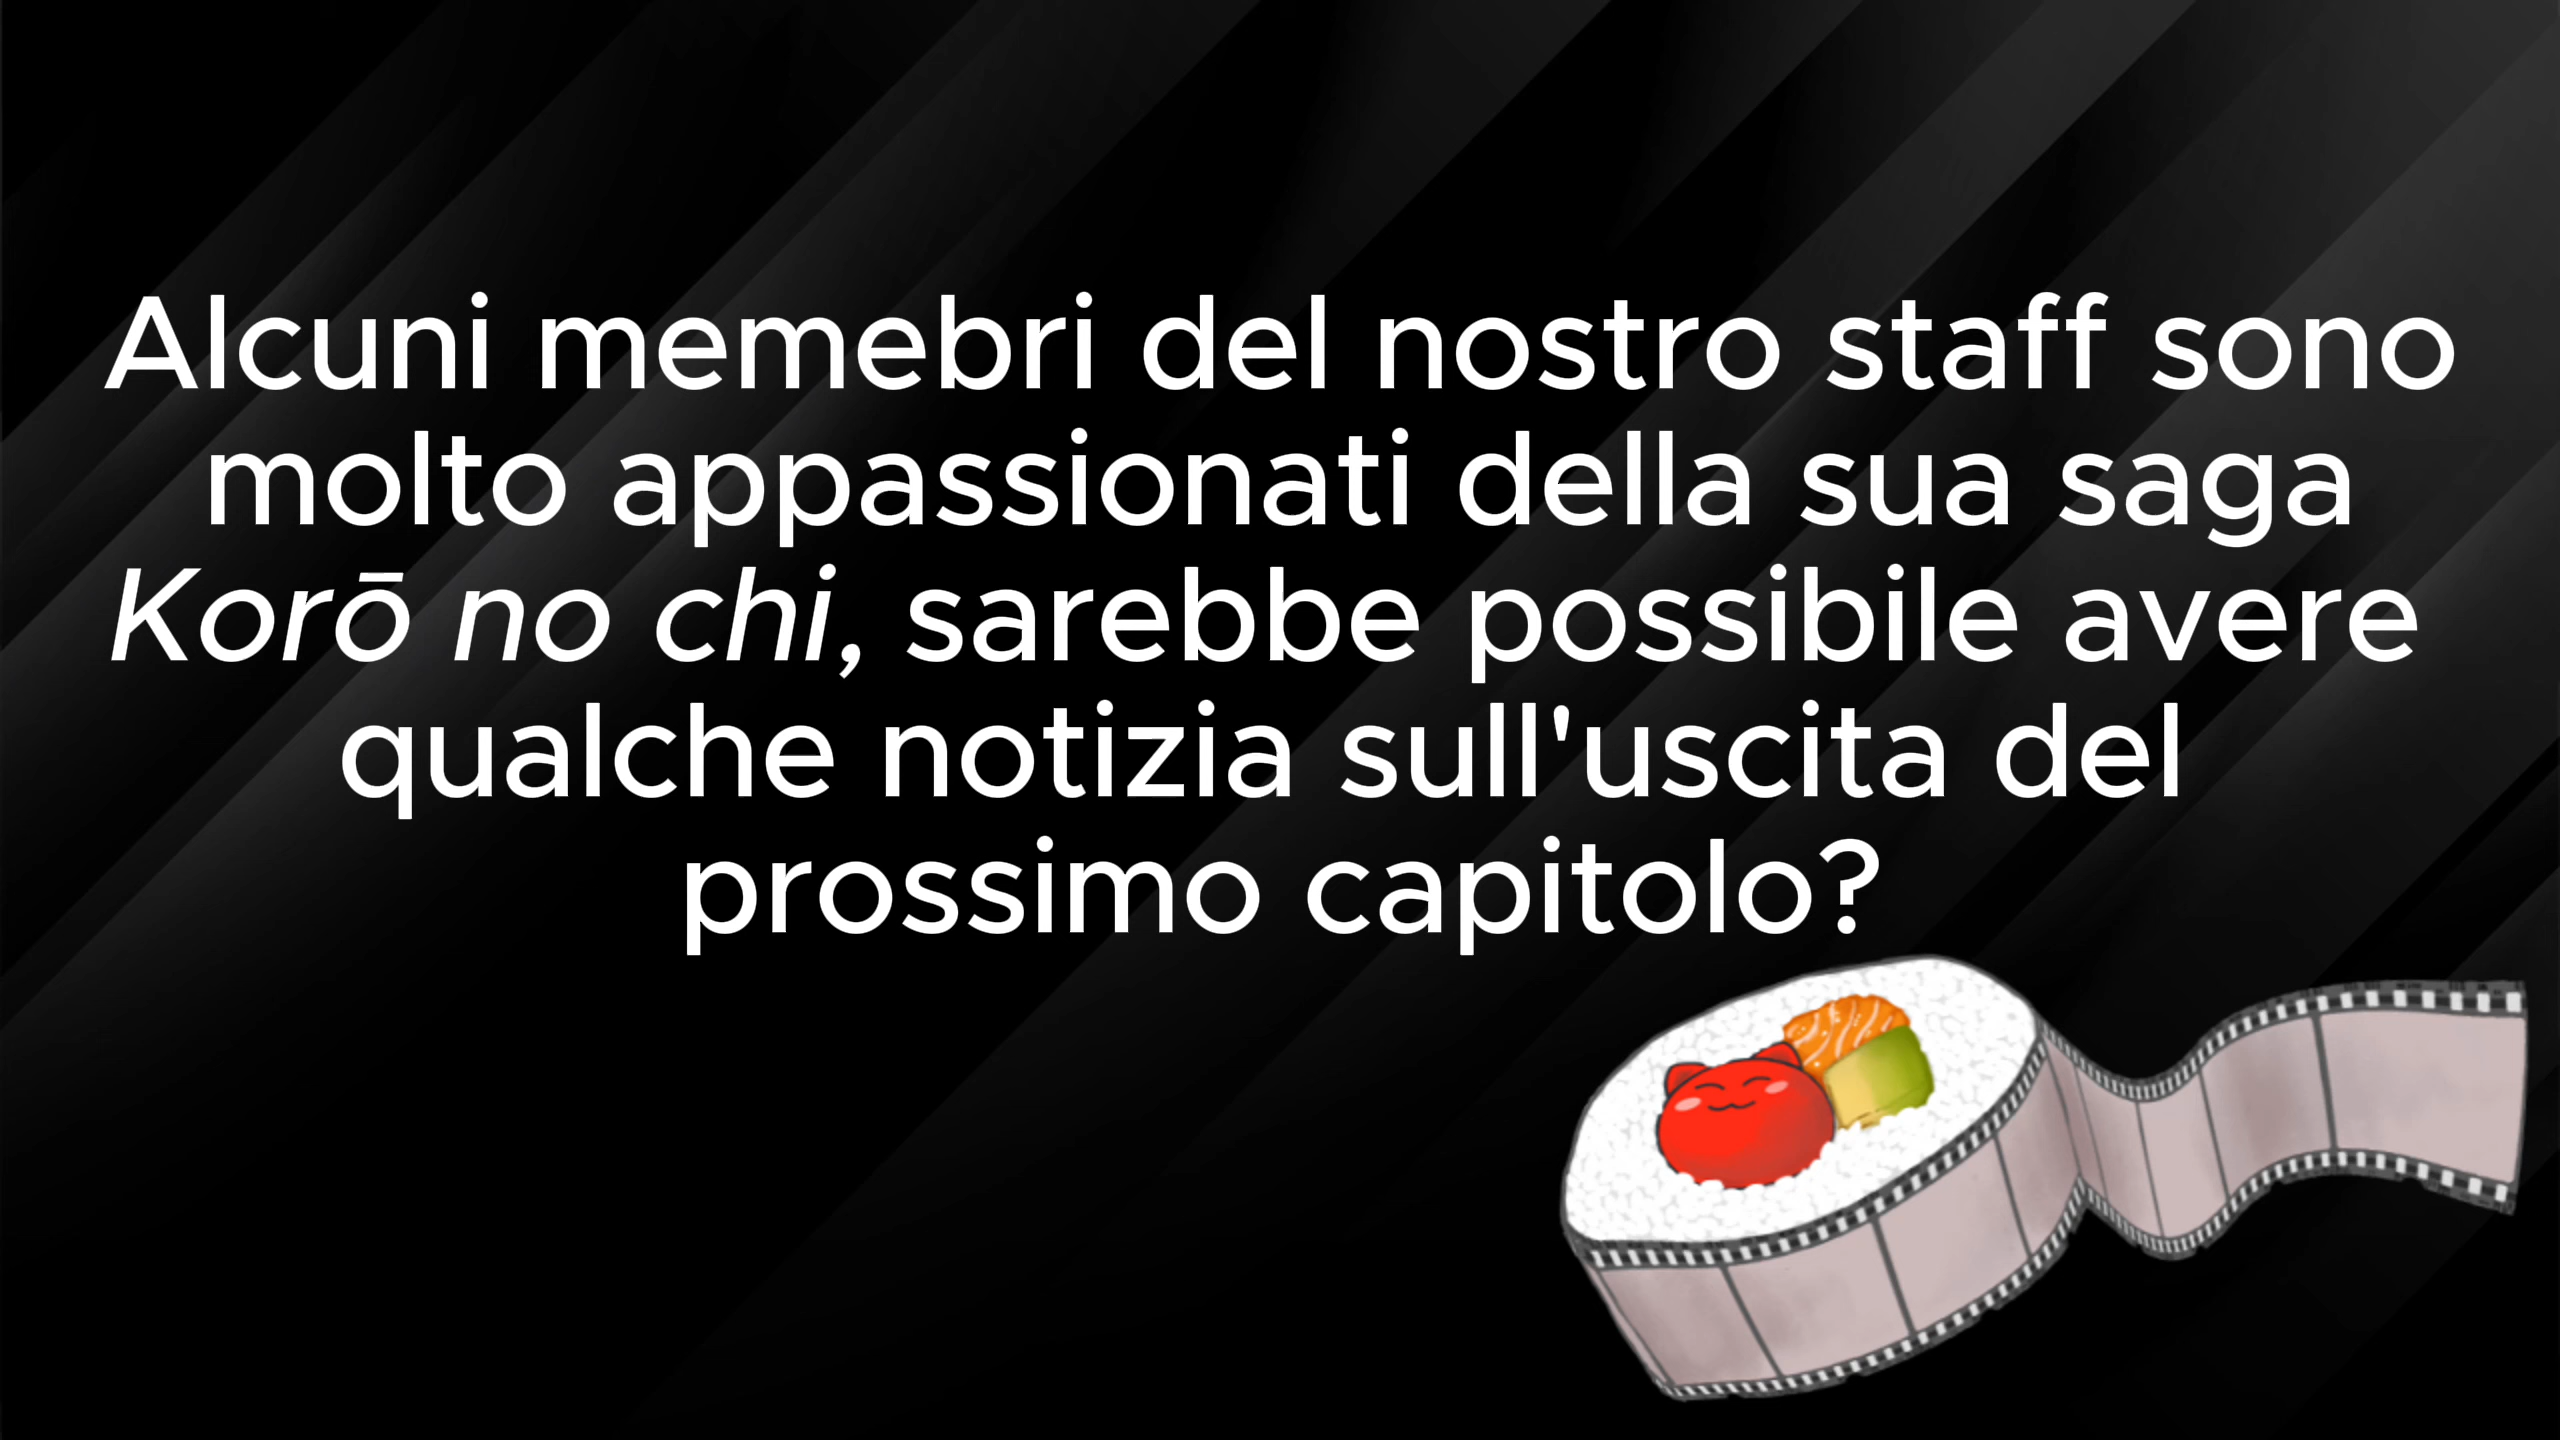 Alcuni memebri del nostro staff sono
molto appassionati della sua saga
Korō no chi, sarebbe possibile avere
qualche notizia sull'uscita del
prossimo capitolo?